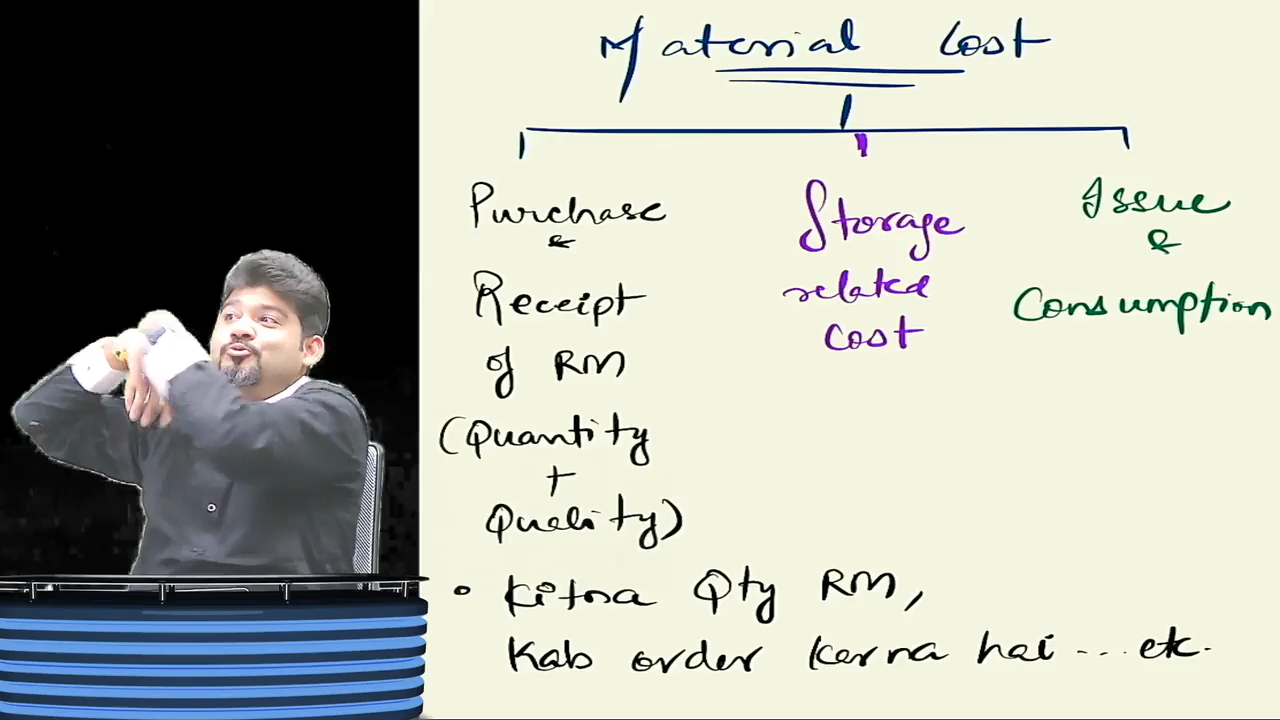 Material Cost
Purchase
&
Receipt
of RM
(Quantity
+
Quality)
Storage
related
cost
Issue
&
Consumption
• Kitna Qty RM,
Kab order karna hai ... etc.